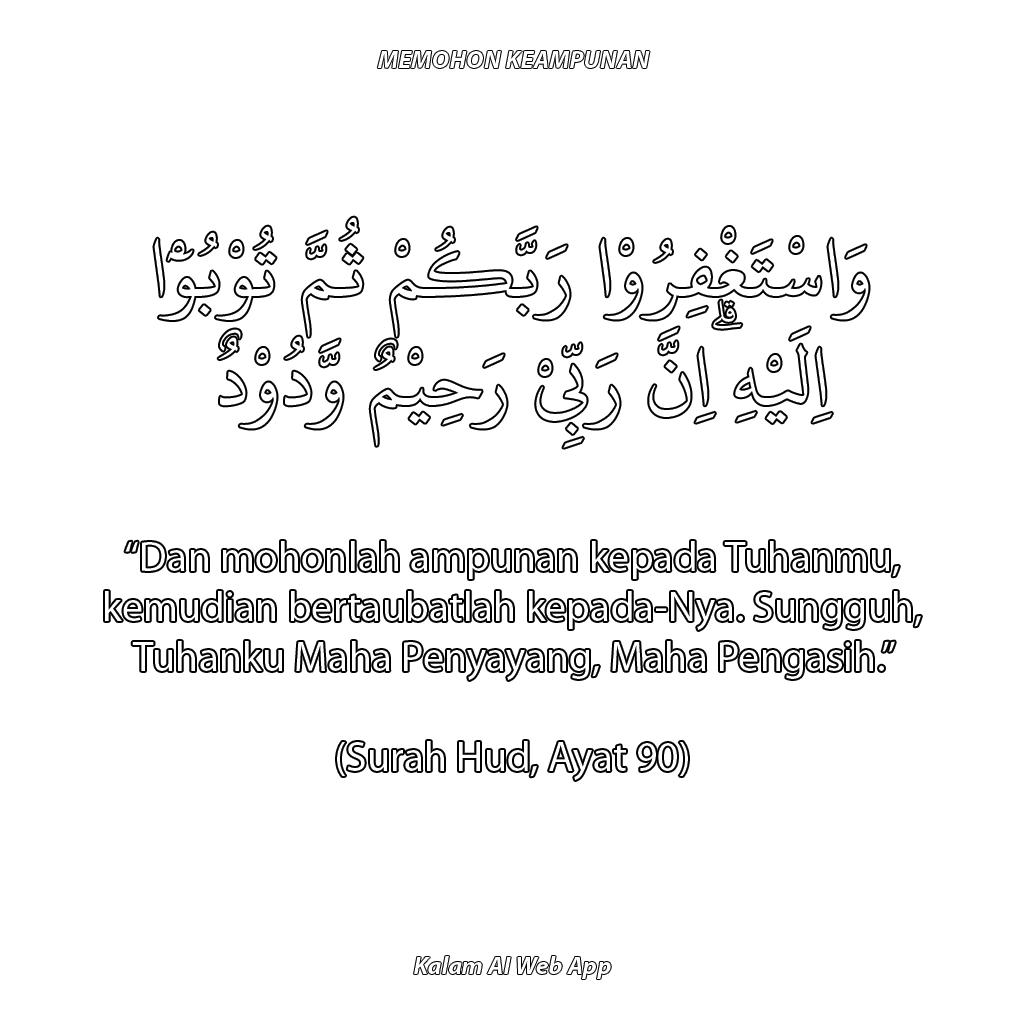 MEMOHON KEAMPUNAN
وَاسْتَغْفِرُوْا رَبَّكُمْ ثُمَّ تُوْبُوْٓا
اِلَيْهِ ۗاِنَّ رَبِّيْ رَحِيْمٌ وَّدُوْدٌ
“Dan mohonlah ampunan kepada Tuhanmu,
kemudian bertaubatlah kepada-Nya. Sungguh,
Tuhanku Maha Penyayang, Maha Pengasih.”
(Surah Hud, Ayat 90)
Kalam AI Web App